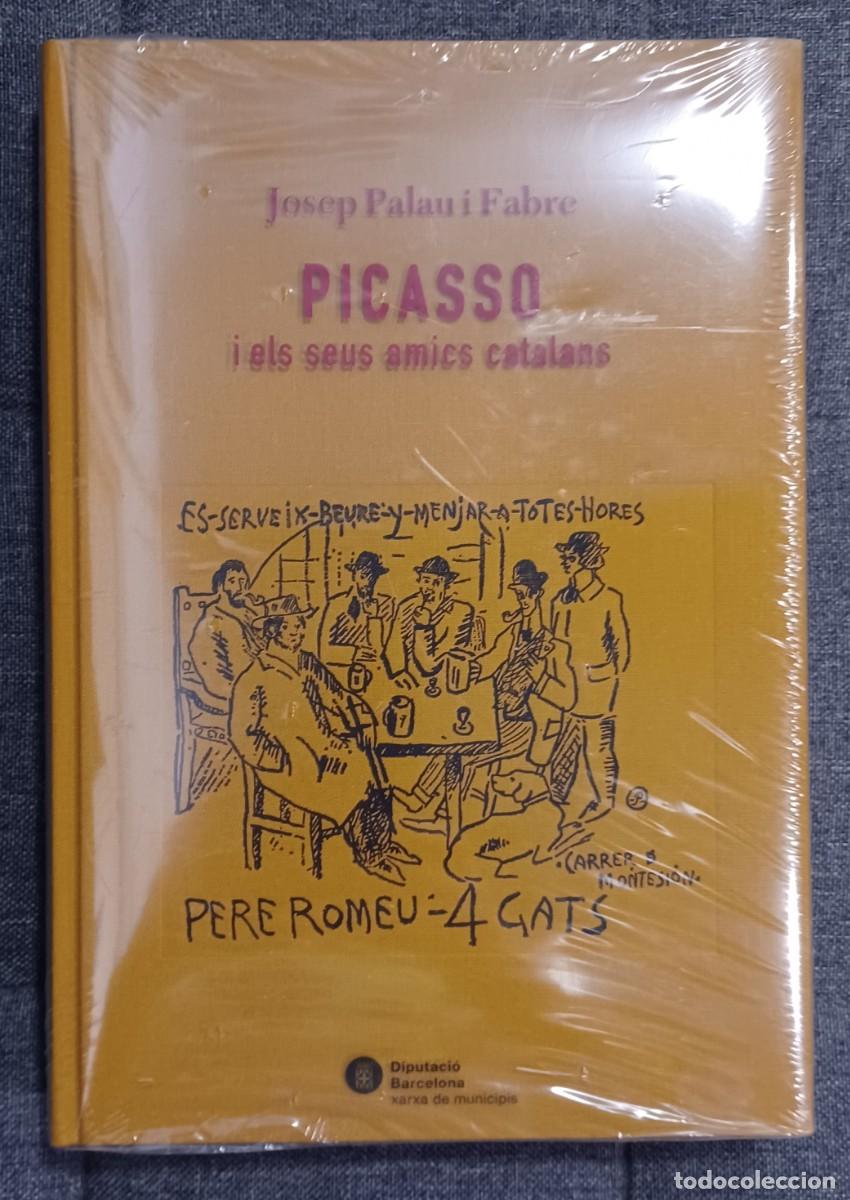 Josep Palau i Fabre
PICASSO
i els seus amics catalans
ES-SERVEIX-BEURE-Y-MENJAR-A-TOTES-HORES
CARRER D
MONTESIÓN
PERE ROMEU-4 GATS
Diputació
Barcelona
xarxa de municipis
todocoleccion